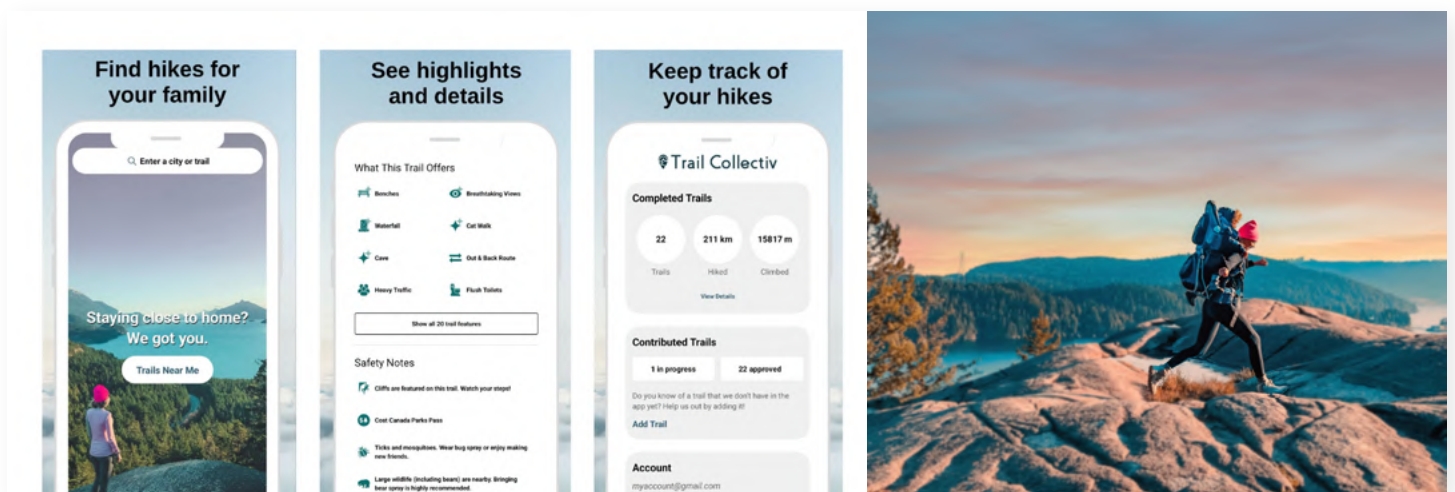 Find hikes for
your family
Enter a city or trail
Staying close to home?
We got you.
Trails Near Me
See highlights
and details
What This Trail Offers
Benches
Breathtaking Views
Waterfall
Cat Walk
Cave
Out & Back Route
Heavy Traffic
Flush Toilets
Show all 20 trail features
Safety Notes
Cliffs are featured on this trail. Watch your steps!
Cost Canada Parks Pass
Ticks and mosquitoes. Wear bug spray or enjoy making
new friends.
Large wildlife (including bears) are nearby. Bringing
bear spray is highly recommended.
Keep track of
your hikes
Trail Collectiv
Completed Trails
22
211 km
15817 m
Trails
Hiked
Climbed
View Details
Contributed Trails
1 in progress
22 approved
Do you know of a trail that we don't have in the
app yet? Help us out by adding it!
Add Trail
Account
myaccount@gmail.com